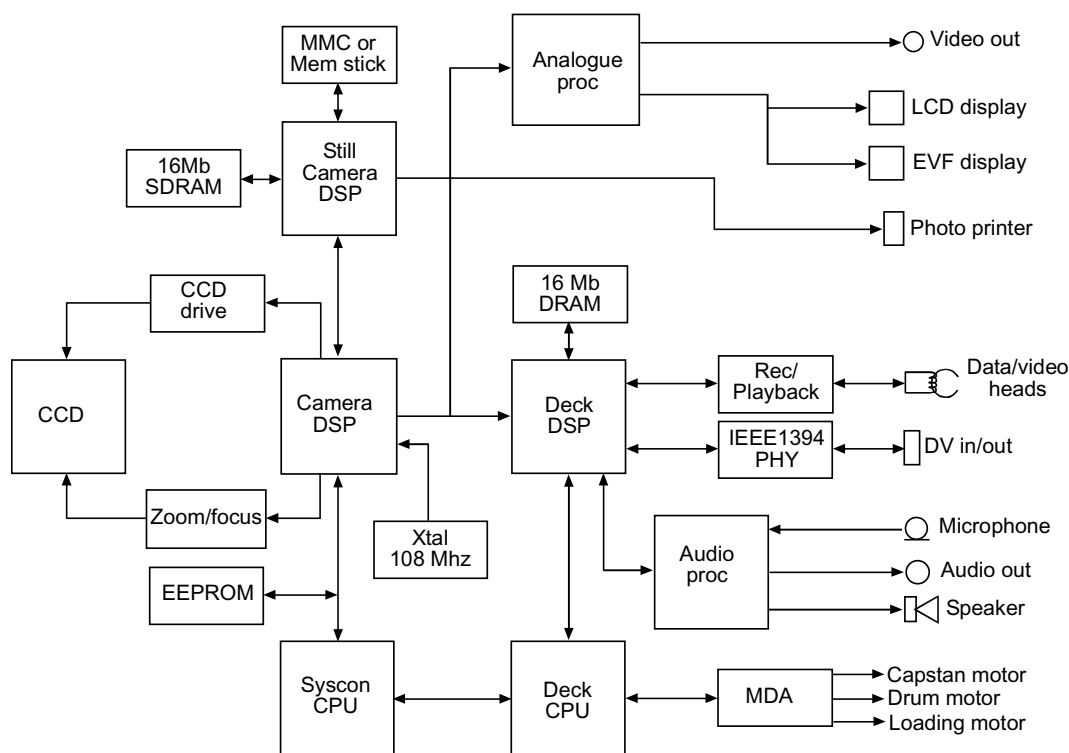 MMC or
Mem stick
Analogue
proc
Video out
LCD display
EVF display
16Mb
SDRAM
Still
Camera
DSP
Photo printer
CCD
drive
16 Mb
DRAM
CCD
Camera
DSP
Deck
DSP
Rec/
Playback
Data/video
heads
IEEE1394
PHY
DV in/out
Zoom/focus
Xtal
108 Mhz
Audio
proc
Microphone
Audio out
Speaker
EEPROM
Syscon
CPU
Deck
CPU
MDA
Capstan motor
Drum motor
Loading motor